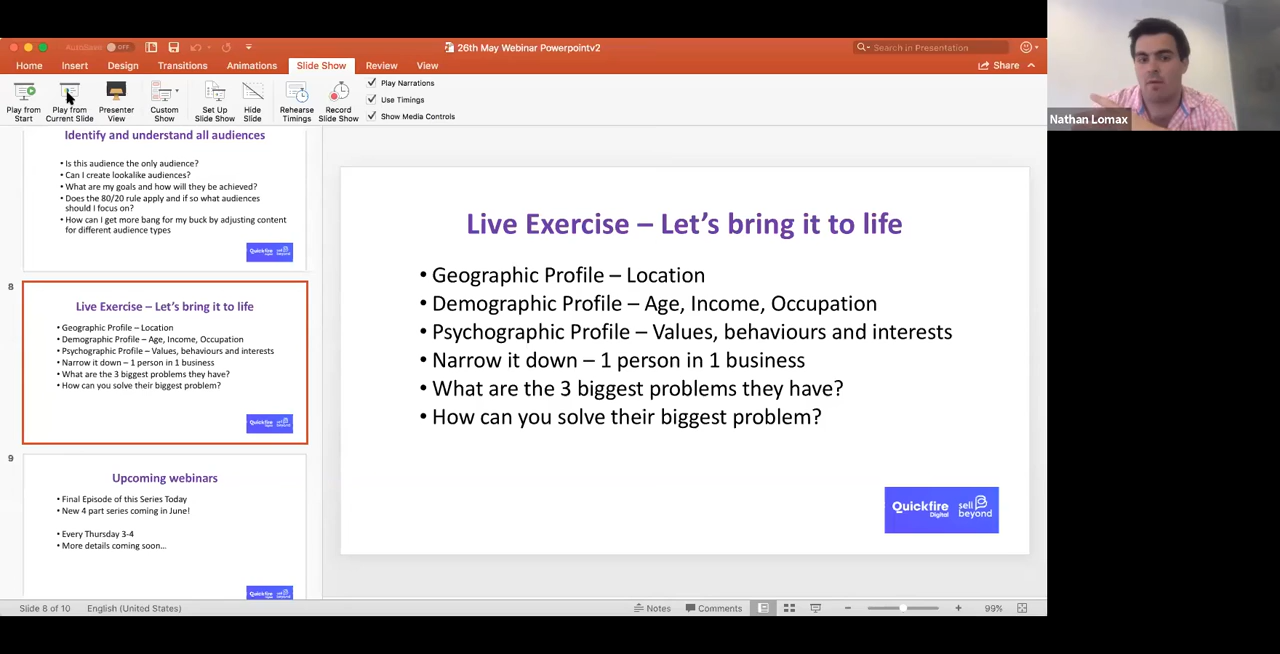 AutoSave OFF
26th May Webinar Powerpointv2
Search in Presentation
Home Insert Design Transitions Animations Slide Show Review View
Share
Play from Start
Play from Current Slide
Presenter View
Custom Show
Set Up Slide Show
Hide Slide
Rehearse Timings
Record Slide Show
Play Narrations
Use Timings
Show Media Controls
Nathan Lomax
Identify and understand all audiences
• Is this audience the only audience?
• Can I create lookalike audiences?
• What are my goals and how will they be achieved?
• Does the 80/20 rule apply and if so what audiences
should I focus on?
• How can I get more bang for my buck by adjusting content
for different audience types
Quickfire Digital sell beyond
8
Live Exercise – Let's bring it to life
• Geographic Profile – Location
• Demographic Profile – Age, Income, Occupation
• Psychographic Profile – Values, behaviours and interests
• Narrow it down – 1 person in 1 business
• What are the 3 biggest problems they have?
• How can you solve their biggest problem?
Quickfire Digital sell beyond
9
Upcoming webinars
• Final Episode of this Series Today
• New 4 part series coming in June!
• Every Thursday 3-4
• More details coming soon...
Quickfire sell
Live Exercise – Let's bring it to life
• Geographic Profile – Location
• Demographic Profile – Age, Income, Occupation
• Psychographic Profile – Values, behaviours and interests
• Narrow it down – 1 person in 1 business
• What are the 3 biggest problems they have?
• How can you solve their biggest problem?
Quickfire Digital sell beyond
Slide 8 of 10 English (United States)
Notes Comments 99%